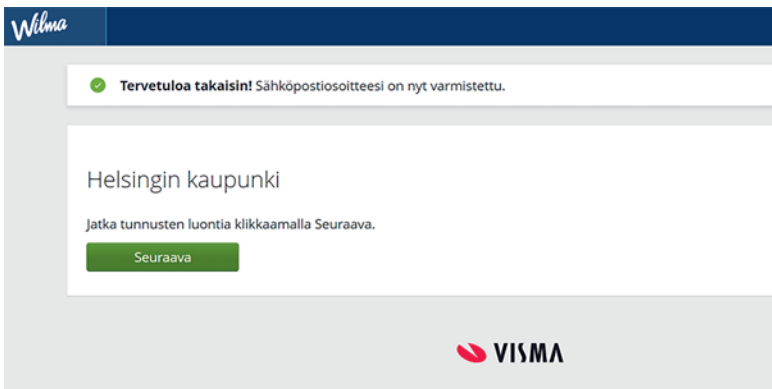 Wilma
Tervetuloa takaisin! Sähköpostiosoitteesi on nyt varmistettu.
Helsingin kaupunki
Jatka tunnusten luontia klikkaamalla Seuraava.
Seuraava
VISMA